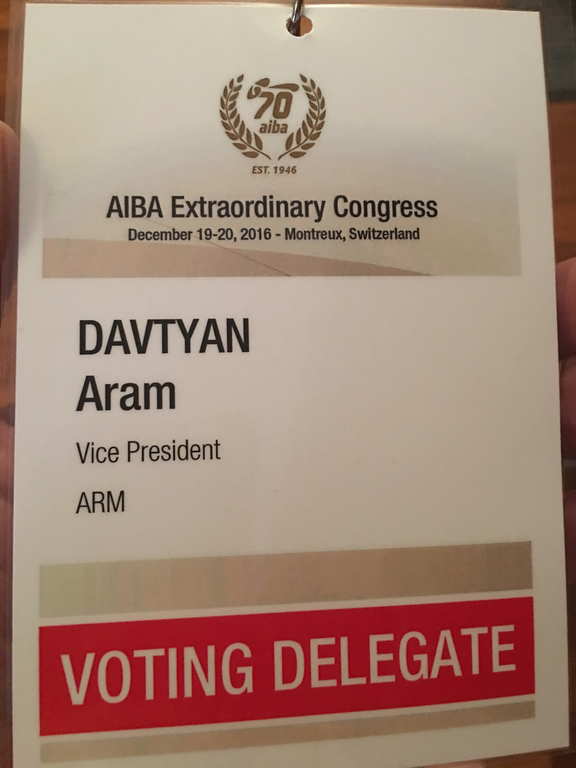 70
aiba
EST. 1946
AIBA Extraordinary Congress
December 19-20, 2016 - Montreux, Switzerland
DAVTYAN
Aram
Vice President
ARM
VOTING DELEGATE